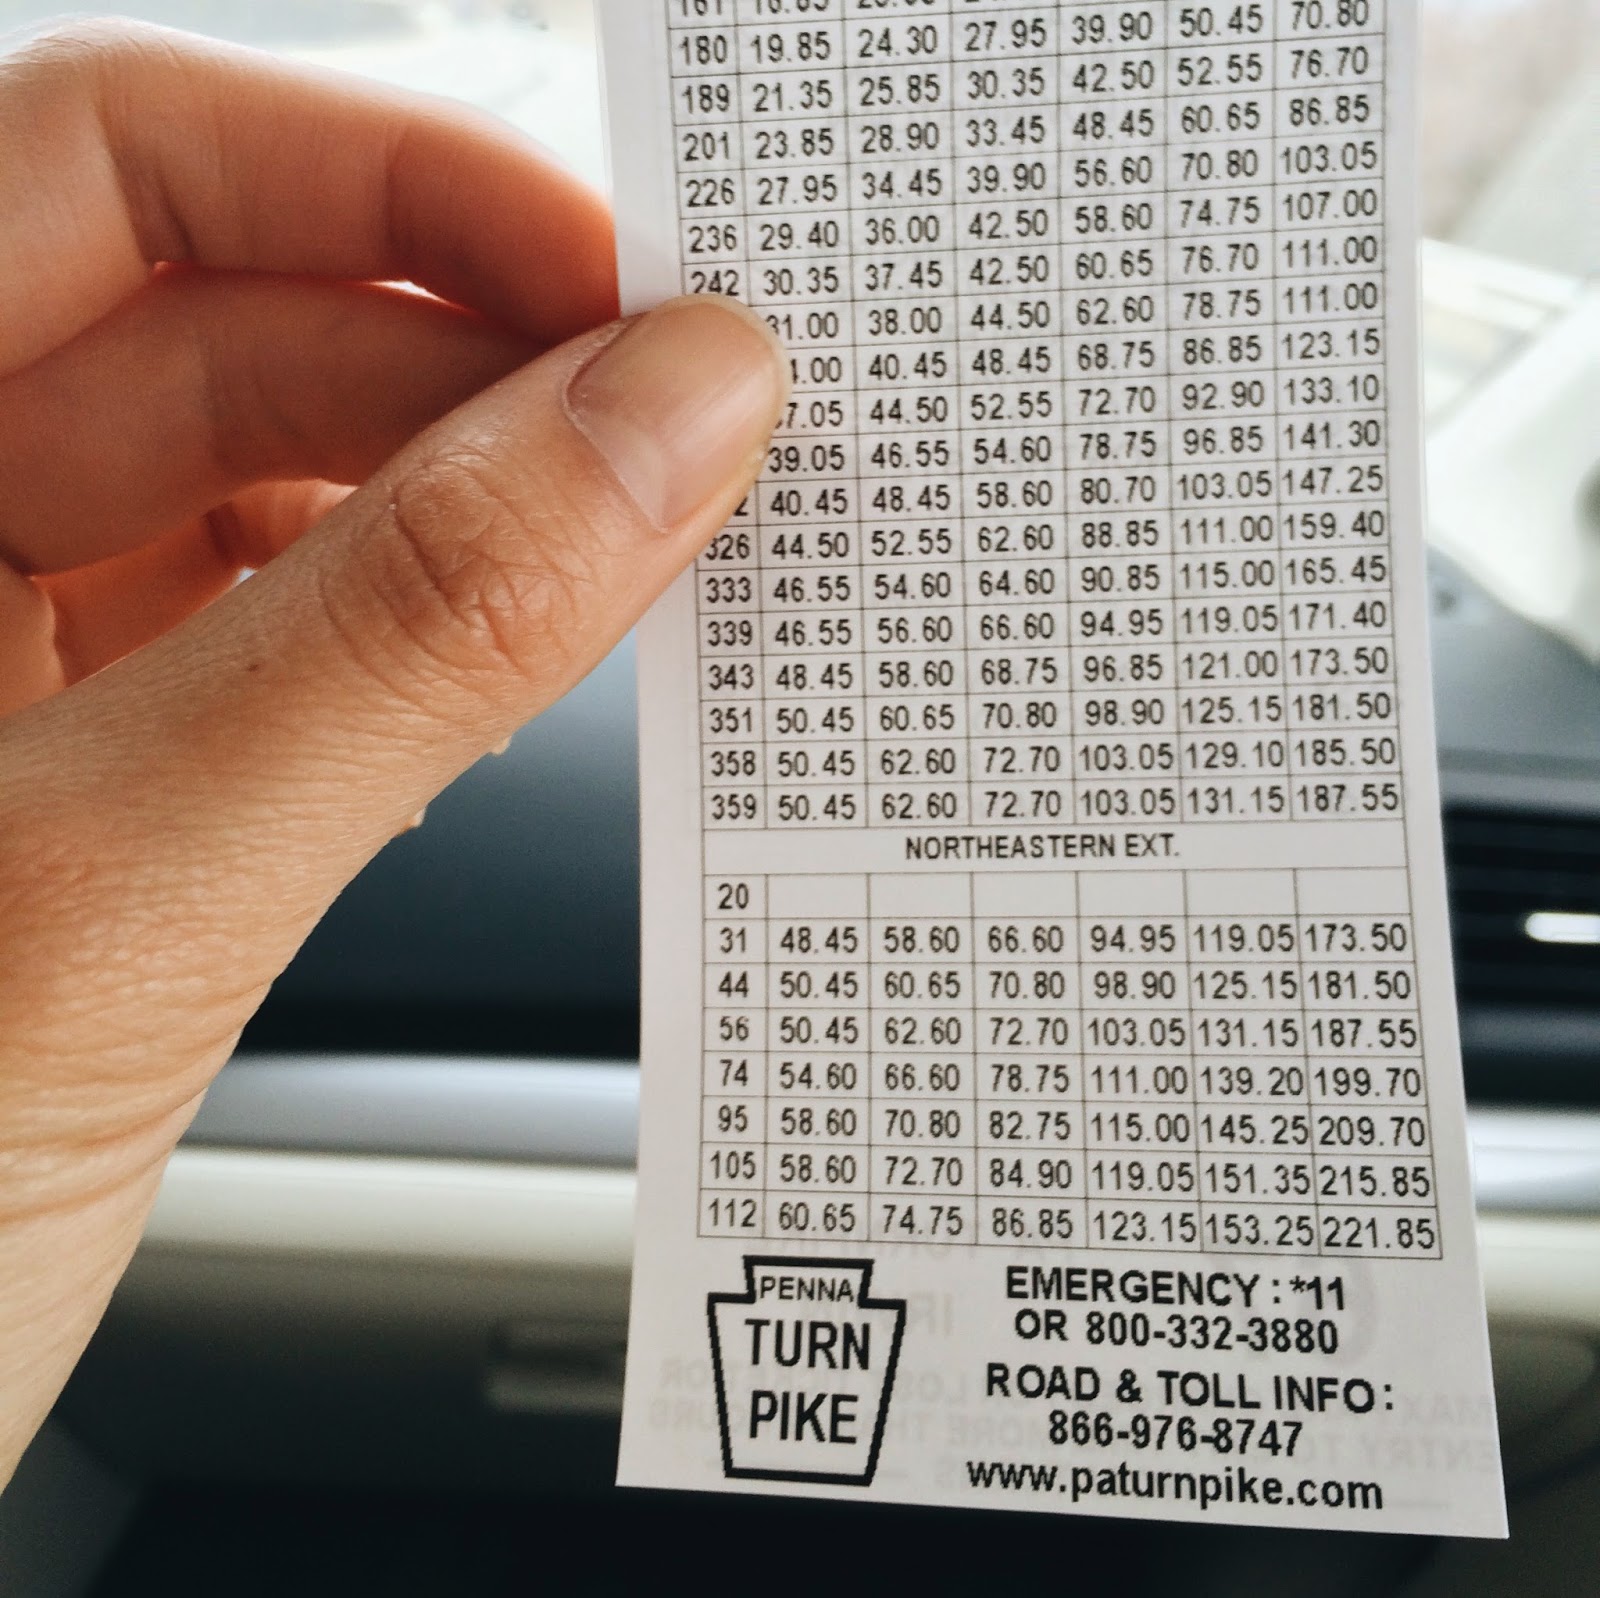 180 19.85 24.30 27.95 39.90 50.45 70.80
189 21.35 25.85 30.35 42.50 52.55 76.70
201 23.85 28.90 33.45 48.45 60.65 86.85
226 27.95 34.45 39.90 56.60 70.80 103.05
236 29.40 36.00 42.50 58.60 74.75 107.00
242 30.35 37.45 42.50 60.65 76.70 111.00
31.00 38.00 44.50 62.60 78.75 111.00
40.45 48.45 68.75 86.85 123.15
44.50 52.55 72.70 92.90 133.10
39.05 46.55 54.60 78.75 96.85 141.30
40.45 48.45 58.60 80.70 103.05 147.25
326 44.50 52.55 62.60 88.85 111.00 159.40
333 46.55 54.60 64.60 90.85 115.00 165.45
339 46.55 56.60 66.60 94.95 119.05 171.40
343 48.45 58.60 68.75 96.85 121.00 173.50
351 50.45 60.65 70.80 98.90 125.15 181.50
358 50.45 62.60 72.70 103.05 129.10 185.50
359 50.45 62.60 72.70 103.05 131.15 187.55
NORTHEASTERN EXT.
20
31 48.45 58.60 66.60 94.95 119.05 173.50
44 50.45 60.65 70.80 98.90 125.15 181.50
56 50.45 62.60 72.70 103.05 131.15 187.55
74 54.60 66.60 78.75 111.00 139.20 199.70
95 58.60 70.80 82.75 115.00 145.25 209.70
105 58.60 72.70 84.90 119.05 151.35 215.85
112 60.65 74.75 86.85 123.15 153.25 221.85
PENNA
TURN
PIKE
EMERGENCY : *11
OR 800-332-3880
ROAD & TOLL INFO:
866-976-8747
www.paturnpike.com